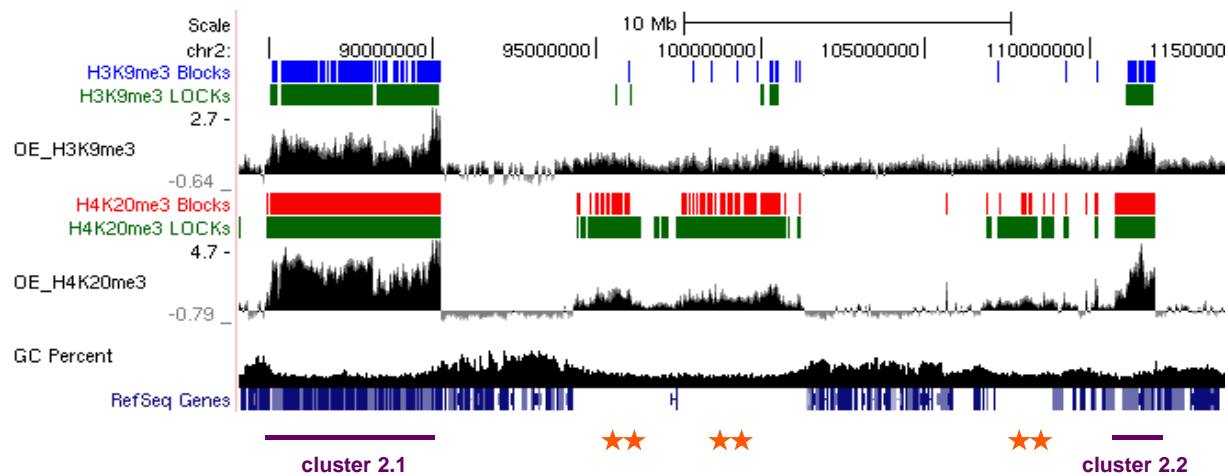 Scale 10 Mb
chr2: 90000000 95000000 100000000 105000000 110000000 1150000
H3K9me3 Blocks
H3K9me3 LOCKs
2.7 -
OE_H3K9me3
-0.64 _
H4K20me3 Blocks
H4K20me3 LOCKs
4.7 -
OE_H4K20me3
-0.79 _
GC Percent
RefSeq Genes
cluster 2.1 cluster 2.2